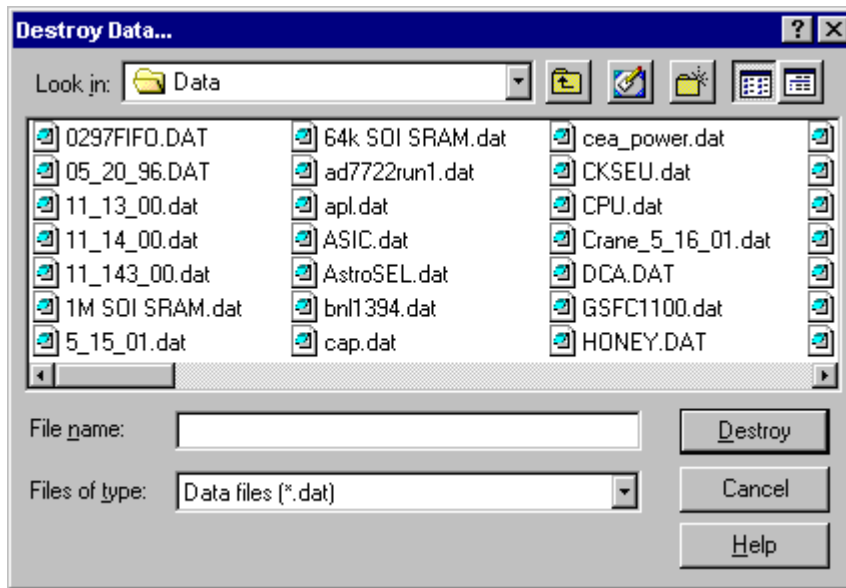 Destroy Data...
Look in: Data
0297FIFO.DAT 64k SOI SRAM.dat cea_power.dat
05_20_96.DAT ad7722run1.dat CKSEU.dat
11_13_00.dat apl.dat CPU.dat
11_14_00.dat ASIC.dat Crane_5_16_01.dat
11_143_00.dat AstroSEL.dat DCA.DAT
1M SOI SRAM.dat bnl1394.dat GSFC1100.dat
5_15_01.dat cap.dat HONEY.DAT
File name: Destroy
Files of type: Data files (*.dat) Cancel
Help